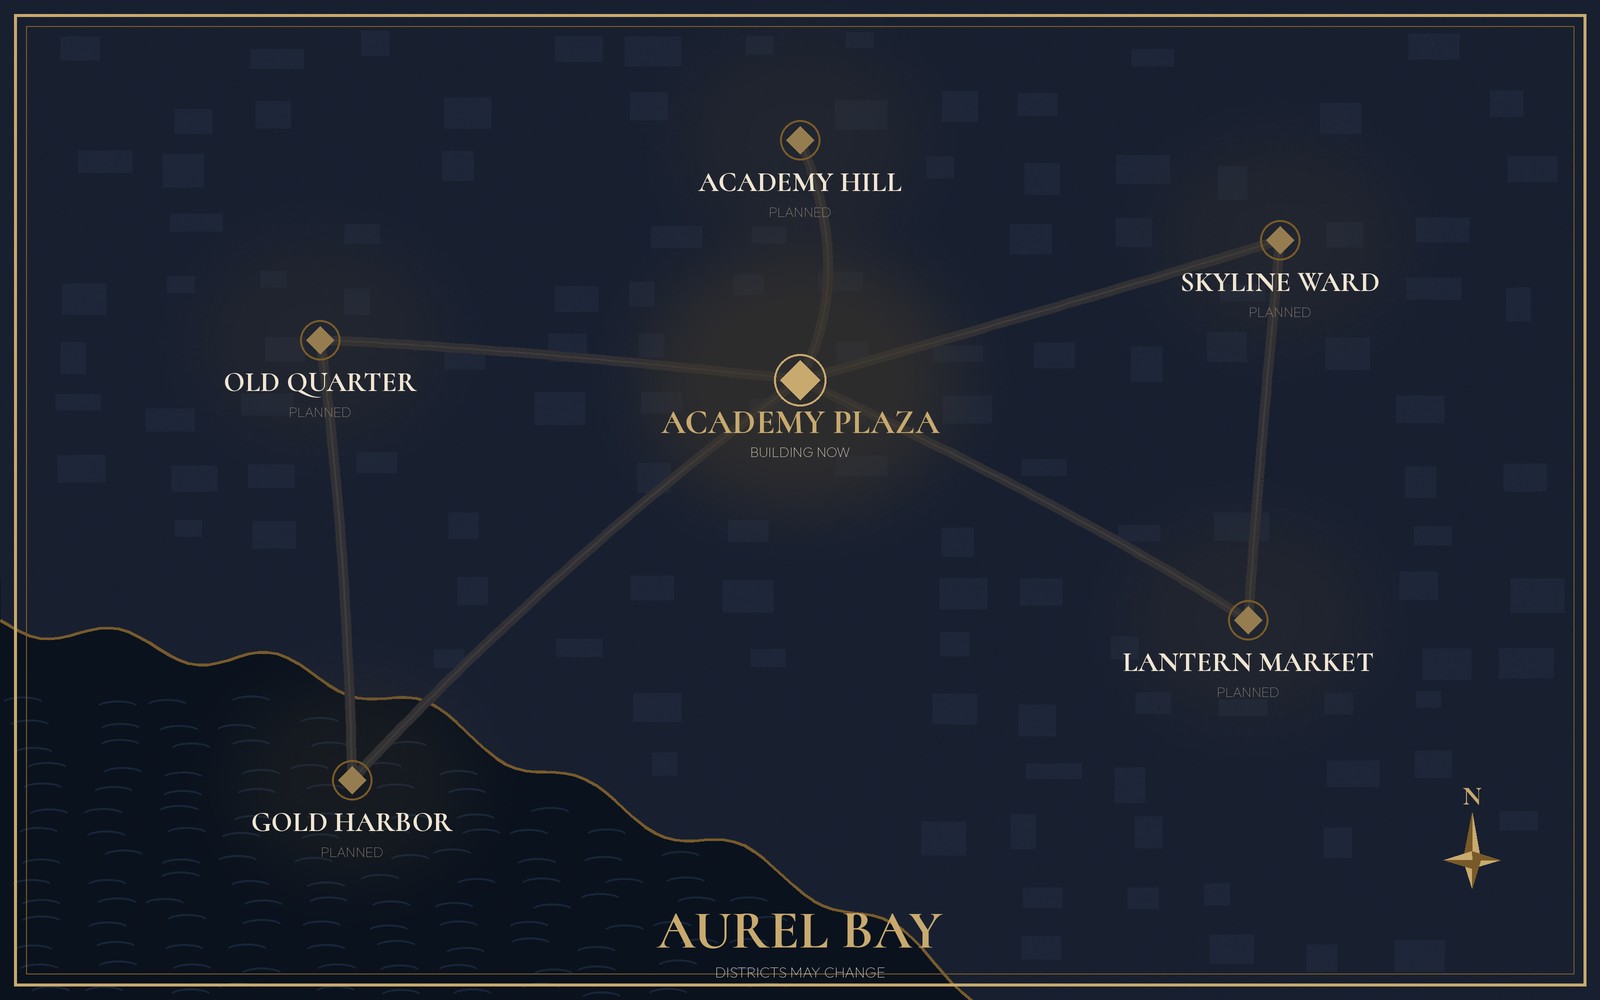 ACADEMY HILL
PLANNED
SKYLINE WARD
PLANNED
OLD QUARTER
PLANNED
ACADEMY PLAZA
BUILDING NOW
LANTERN MARKET
PLANNED
N
GOLD HARBOR
PLANNED
AUREL BAY
DISTRICTS MAY CHANGE